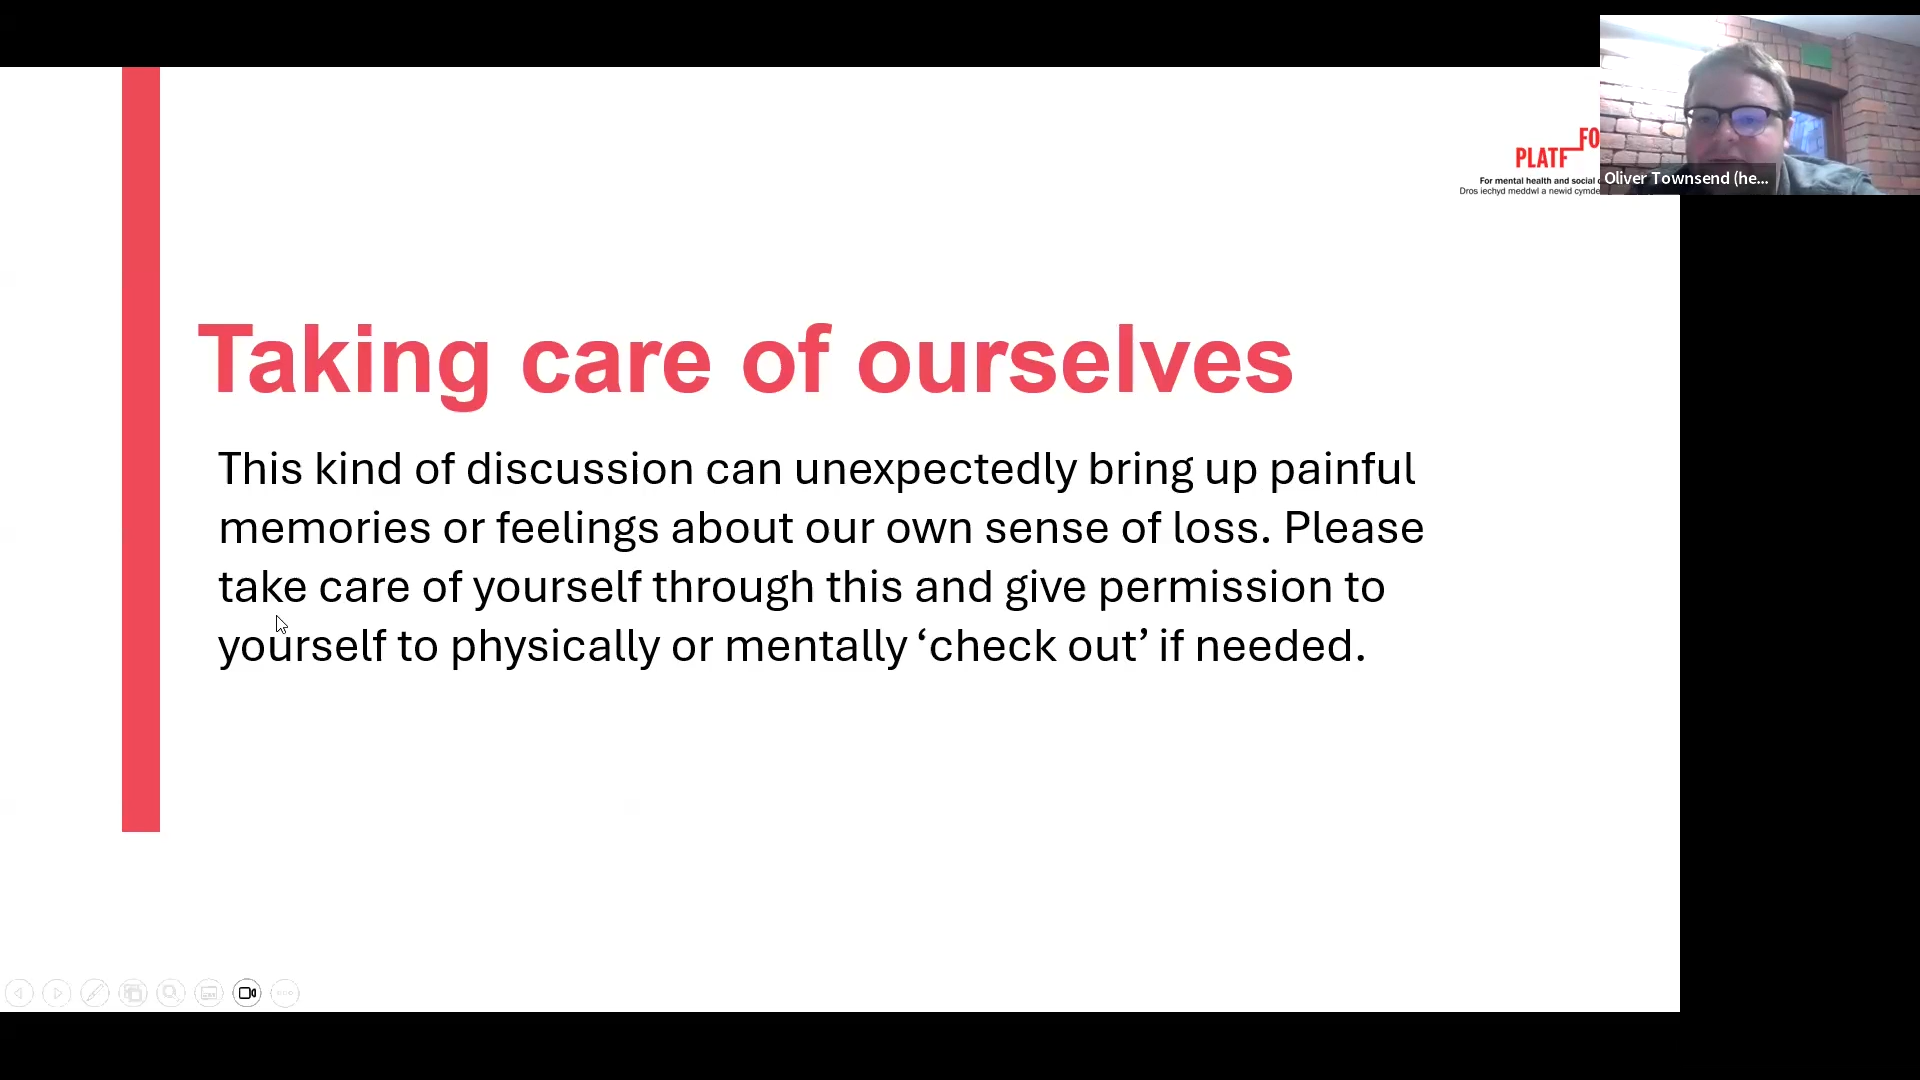 PLATF
FO
For mental health and social
Dros iechyd meddwl a newid cymde
Oliver Townsend (he...
Taking care of ourselves
This kind of discussion can unexpectedly bring up painful
memories or feelings about our own sense of loss. Please
take care of yourself through this and give permission to
yourself to physically or mentally ‘check out’ if needed.